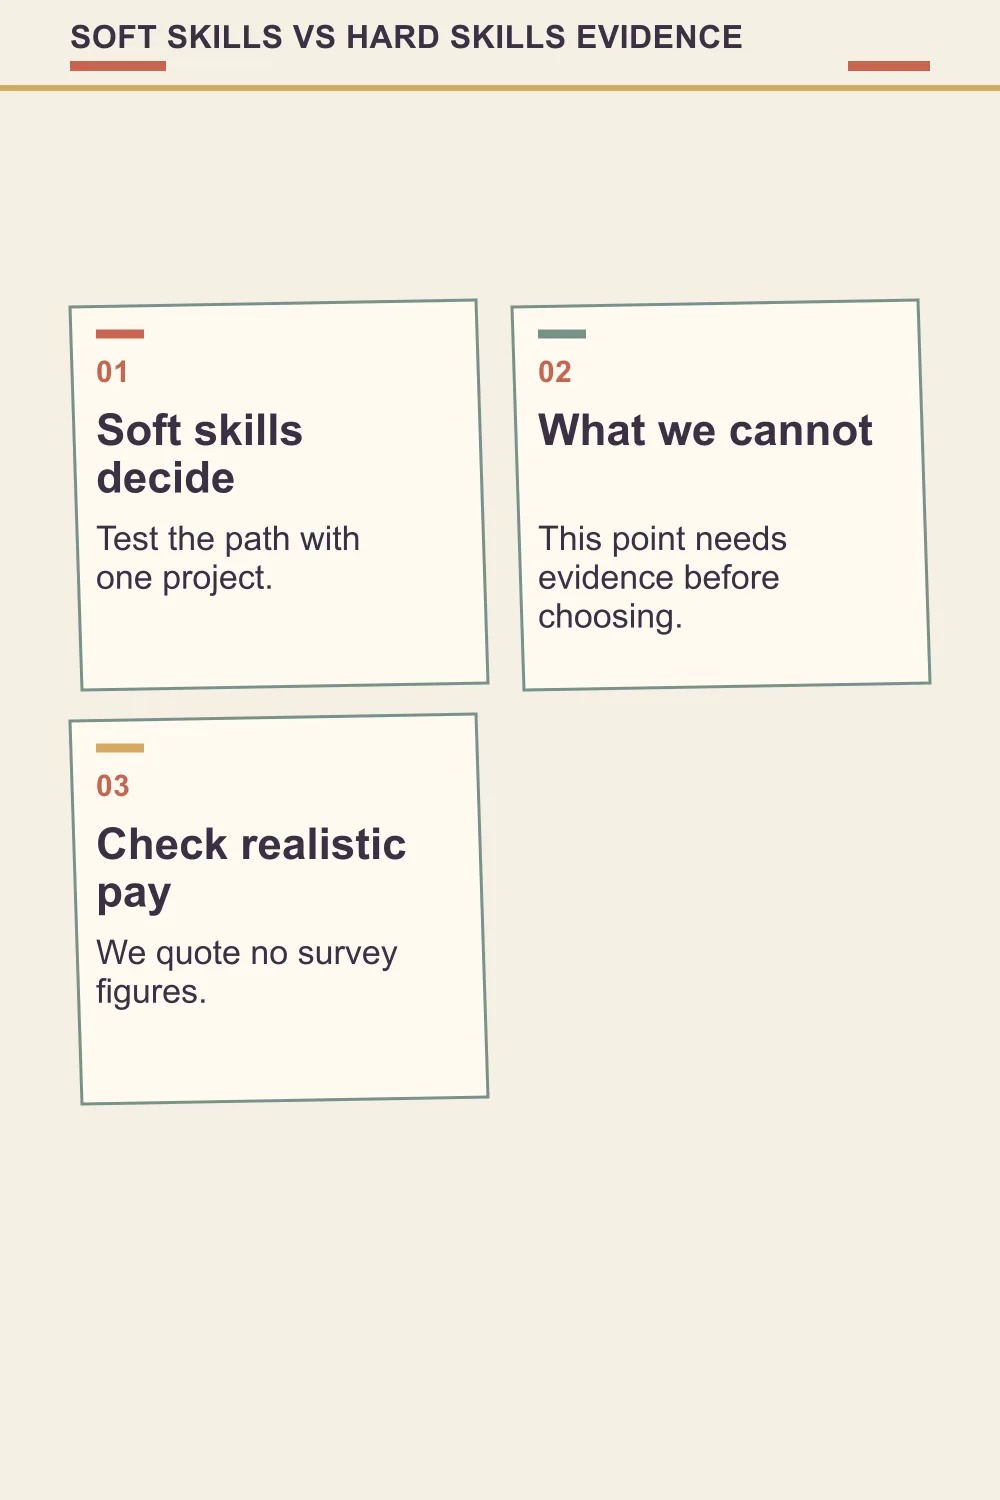 SOFT SKILLS VS HARD SKILLS EVIDENCE
01
Soft skills
decide
Test the path with
one project.
02
What we cannot
This point needs
evidence before
choosing.
03
Check realistic
pay
We quote no survey
figures.